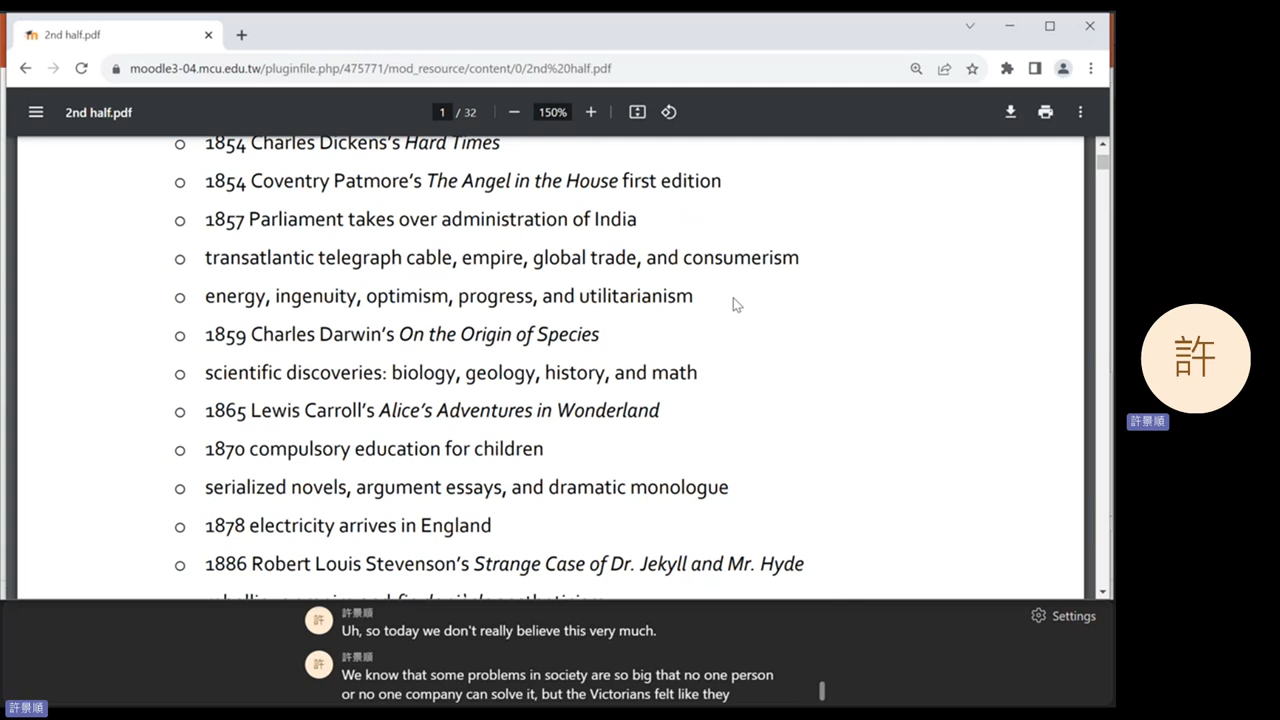 2nd half.pdf
moodle3-04.mcu.edu.tw/pluginfile.php/475771/mod_resource/content/0/2nd%20half.pdf
2nd half.pdf
1 / 32
150%
1854 Charles Dickens's Hard Times
1854 Coventry Patmore's The Angel in the House first edition
1857 Parliament takes over administration of India
transatlantic telegraph cable, empire, global trade, and consumerism
energy, ingenuity, optimism, progress, and utilitarianism
1859 Charles Darwin's On the Origin of Species
scientific discoveries: biology, geology, history, and math
1865 Lewis Carroll's Alice's Adventures in Wonderland
1870 compulsory education for children
serialized novels, argument essays, and dramatic monologue
1878 electricity arrives in England
1886 Robert Louis Stevenson's Strange Case of Dr. Jekyll and Mr. Hyde
許
許景順
許
許景順
Uh, so today we don't really believe this very much.
許
許景順
We know that some problems in society are so big that no one person
or no one company can solve it, but the Victorians felt like they
Settings
許景順